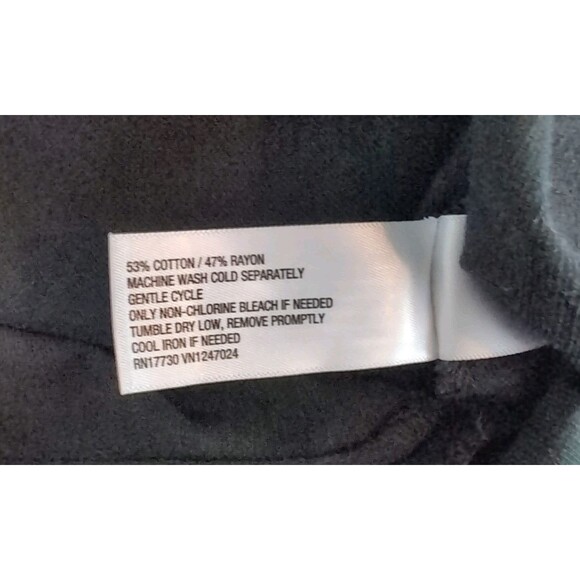 53% COTTON / 47% RAYON
MACHINE WASH COLD SEPARATELY
GENTLE CYCLE
ONLY NON-CHLORINE BLEACH IF NEEDED
TUMBLE DRY LOW, REMOVE PROMPTLY
COOL IRON IF NEEDED
RN17730 VN1247024